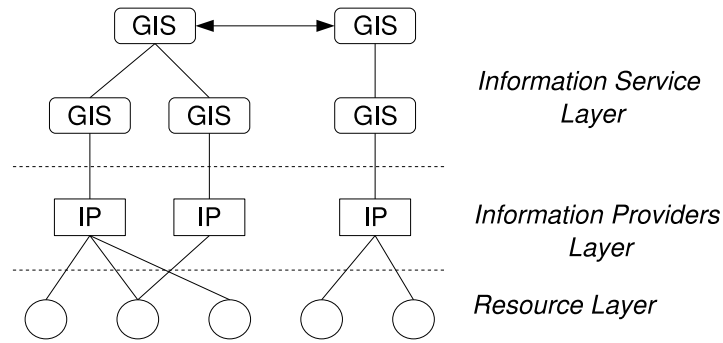 GIS GIS
Information Service
Layer
GIS GIS GIS
IP IP IP
Information Providers
Layer
Resource Layer